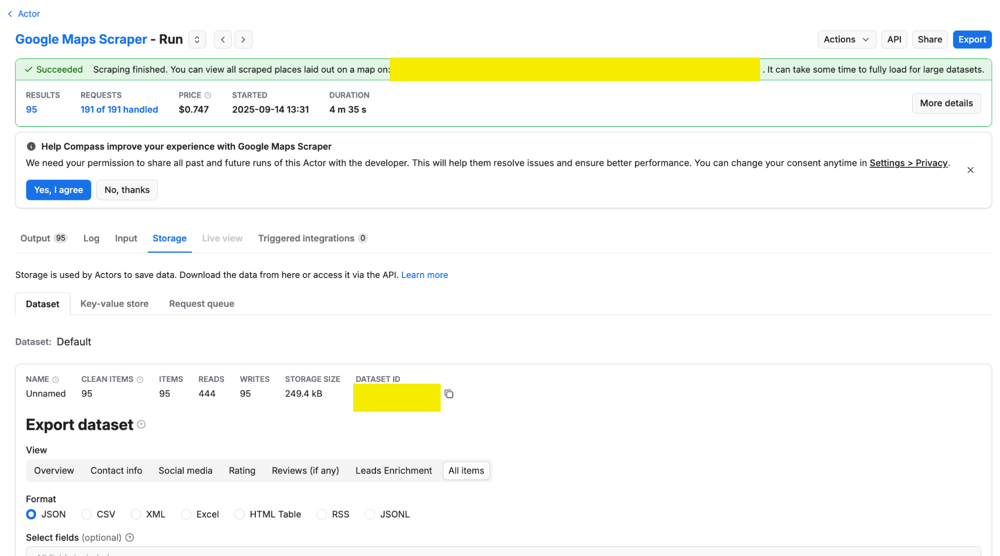 Actor
Google Maps Scraper - Run
Actions API Share Export
Succeeded Scraping finished. You can view all scraped places laid out on a map on: . It can take some time to fully load for large datasets.
RESULTS REQUESTS PRICE STARTED DURATION
95 191 of 191 handled $0.747 2025-09-14 13:31 4 m 35 s
More details
Help Compass improve your experience with Google Maps Scraper
We need your permission to share all past and future runs of this Actor with the developer. This will help them resolve issues and ensure better performance. You can change your consent anytime in Settings > Privacy.
Yes, I agree No, thanks
Output 95 Log Input Storage Live view Triggered integrations 0
Storage is used by Actors to save data. Download the data from here or access it via the API. Learn more
Dataset Key-value store Request queue
Dataset: Default
NAME CLEAN ITEMS ITEMS READS WRITES STORAGE SIZE DATASET ID
Unnamed 95 95 444 95 249.4 kB
Export dataset
View
Overview Contact info Social media Rating Reviews (if any) Leads Enrichment All items
Format
JSON CSV XML Excel HTML Table RSS JSONL
Select fields (optional)